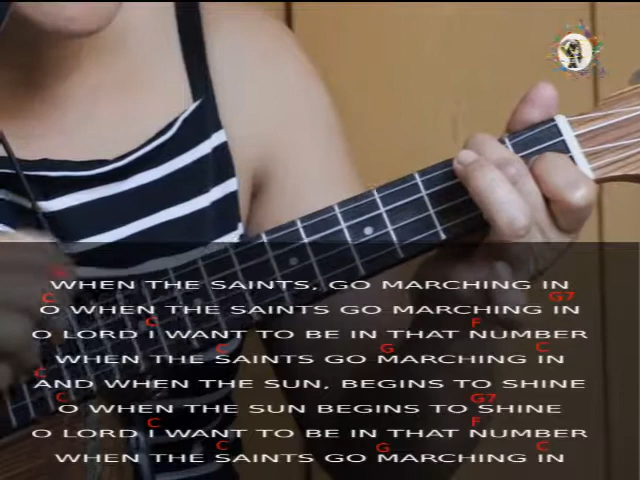 C
WHEN THE SAINTS, GO MARCHING IN
C G7
O WHEN THE SAINTS GO MARCHING IN
C F
O LORD I WANT TO BE IN THAT NUMBER
C G C
WHEN THE SAINTS GO MARCHING IN
C
AND WHEN THE SUN, BEGINS TO SHINE
C G7
O WHEN THE SUN BEGINS TO SHINE
C F
O LORD I WANT TO BE IN THAT NUMBER
C G C
WHEN THE SAINTS GO MARCHING IN